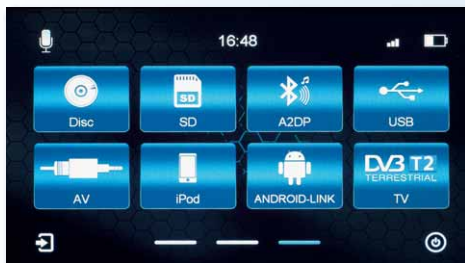 16:48
SD
Disc
SD
A2DP
USB
DVB T2
TERRESTRIAL
AV
iPod
ANDROID-LINK
TV